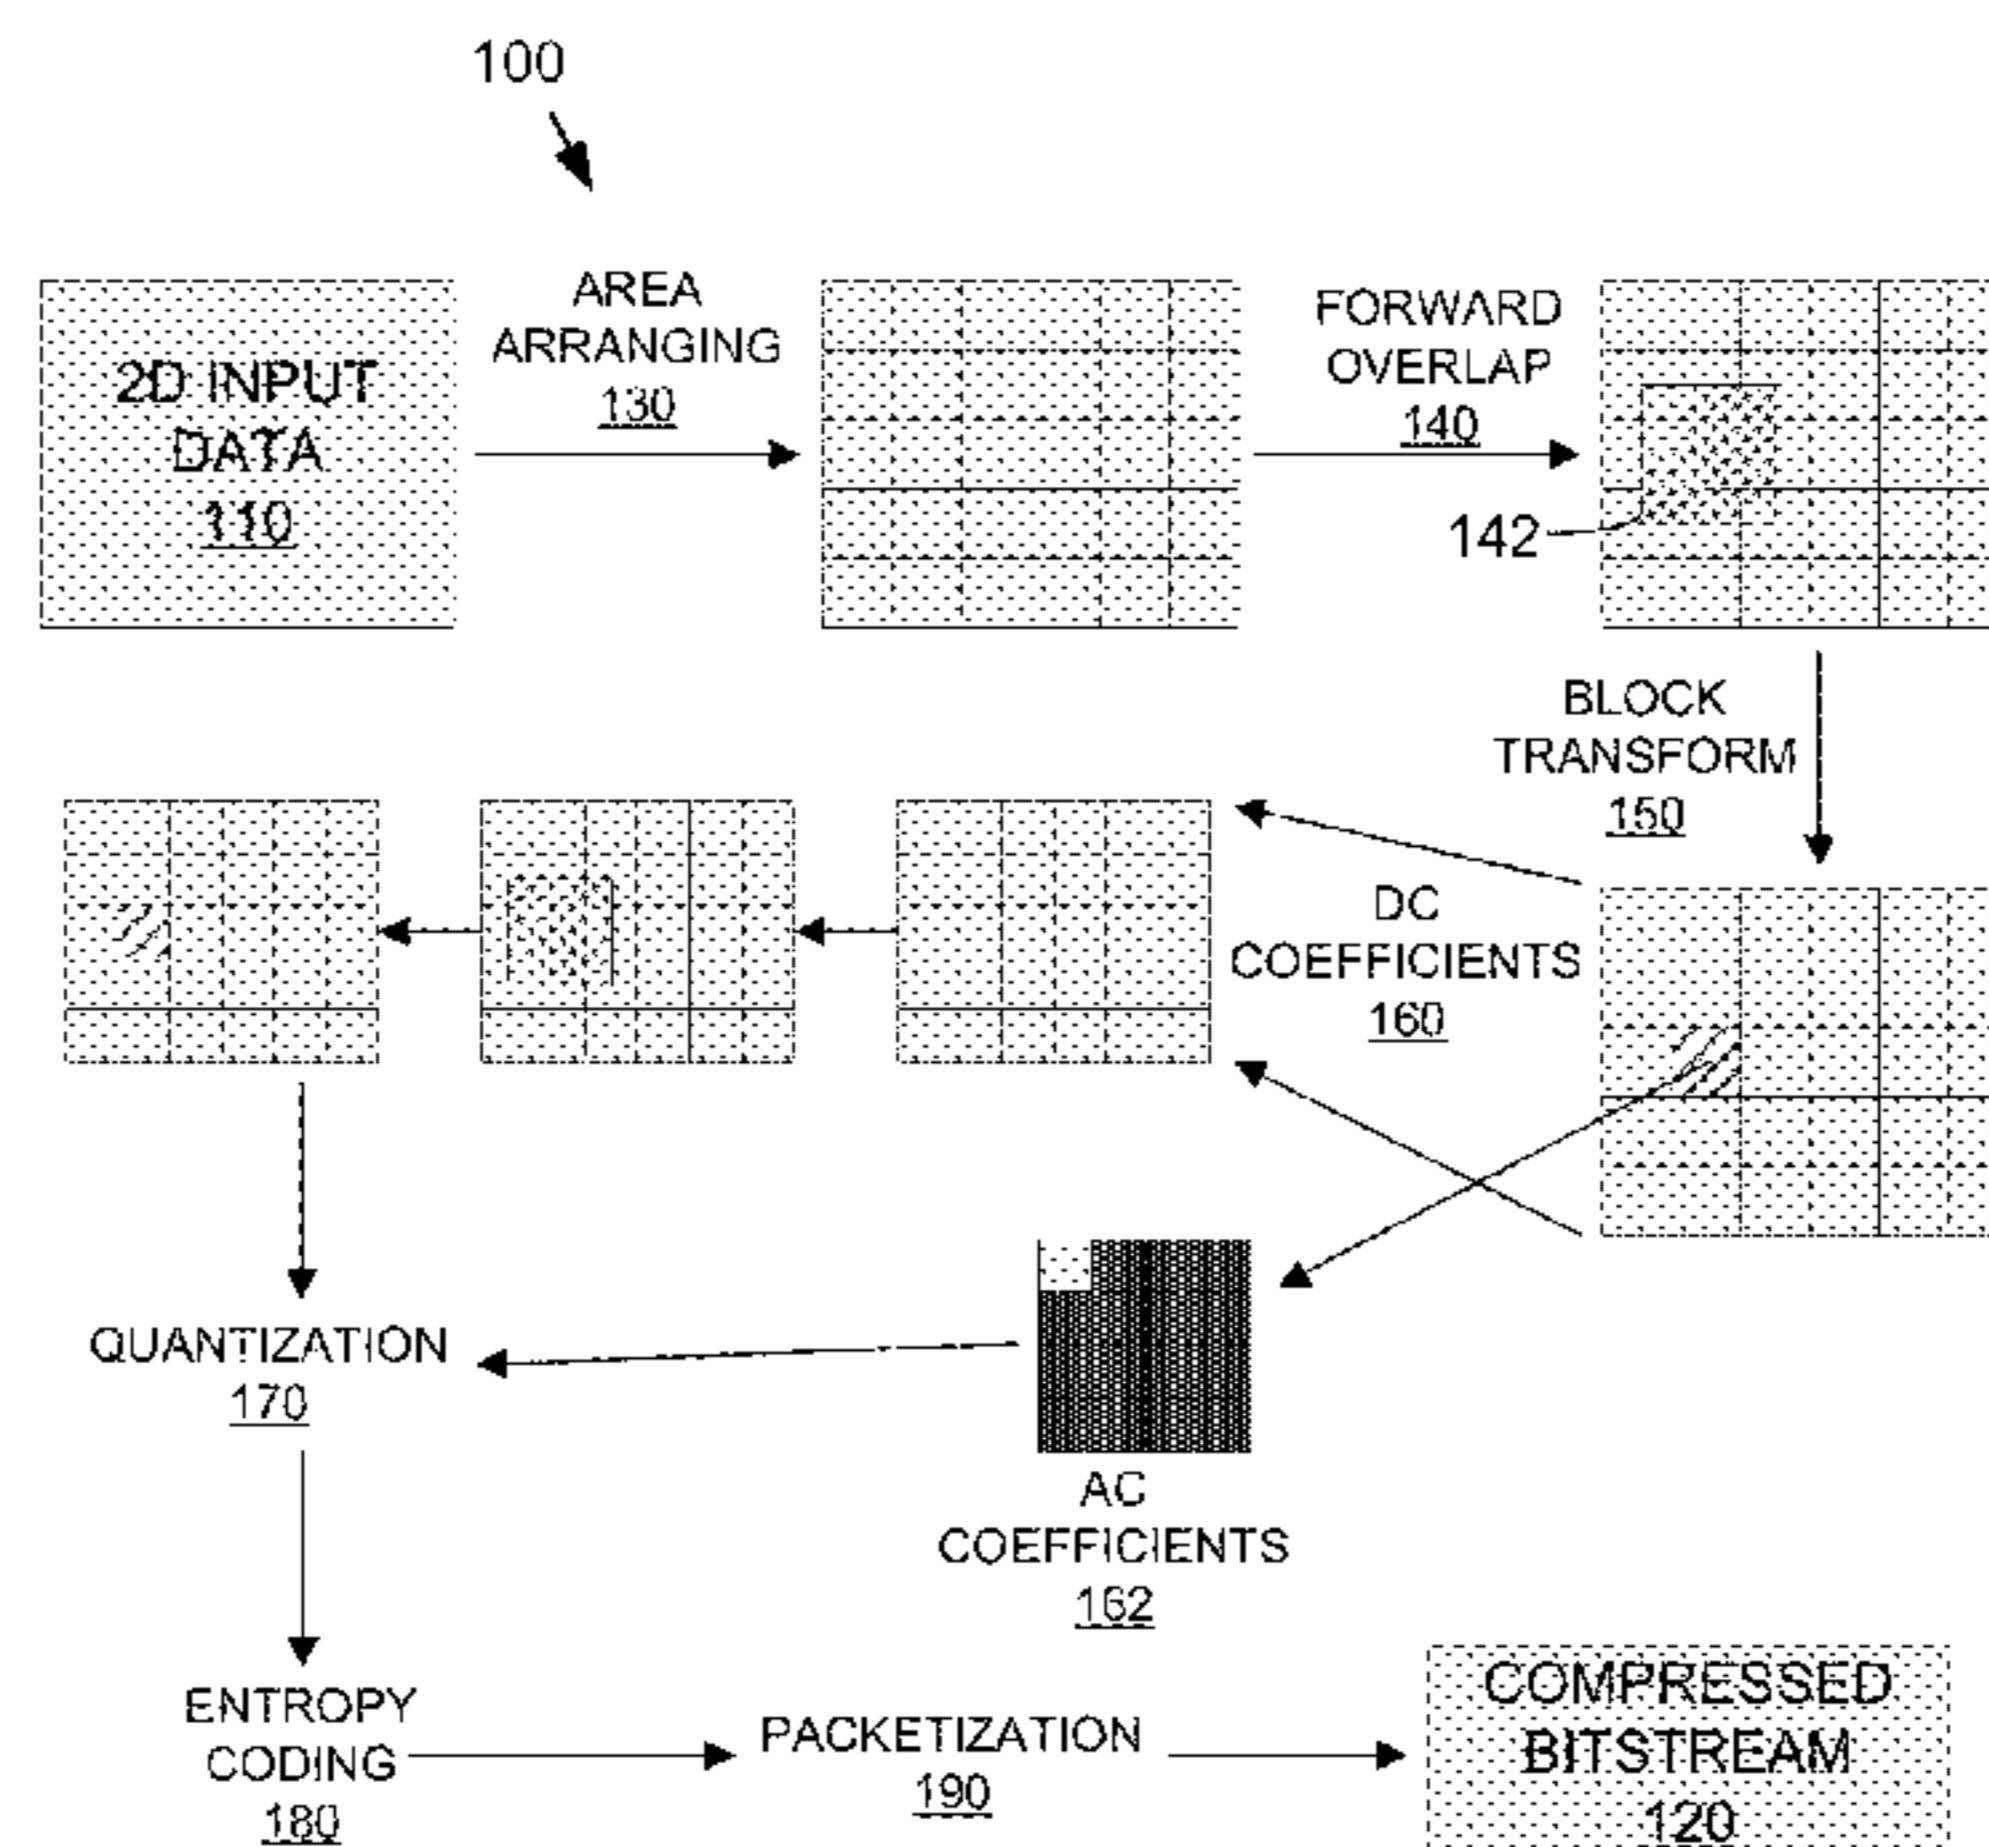 100
2D INPUT
DATA
110
AREA
ARRANGING
130
FORWARD
OVERLAP
140
142
BLOCK
TRANSFORM
150
DC
COEFFICIENTS
160
QUANTIZATION
170
AC
COEFFICIENTS
162
ENTROPY
CODING
180
PACKETIZATION
190
COMPRESSED
BITSTREAM
120